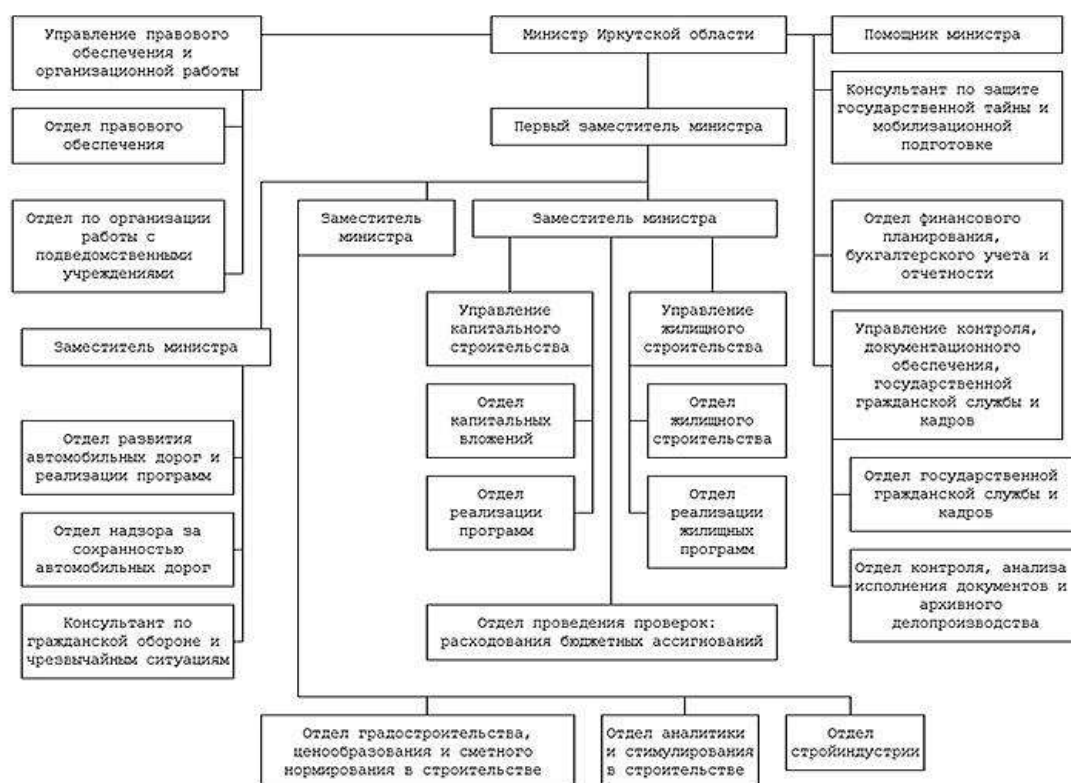 Управление правового
обеспечения и
организационной работы
Министр Иркутской области
Помощник министра
Консультант по защите
государственной тайны и
мобилизационной
подготовке
Отдел правового
обеспечения
Первый заместитель министра
Отдел по организации
работы с
подведомственными
учреждениями
Заместитель
министра
Заместитель министра
Отдел финансового
планирования,
бухгалтерского учета и
отчетности
Управление
капитального
строительства
Управление
жилищного
строительства
Управление контроля,
документационного
обеспечения,
государственной
гражданской службы и
кадров
Заместитель министра
Отдел
капитальных
вложений
Отдел
жилищного
строительства
Отдел развития
автомобильных дорог и
реализации программ
Отдел государственной
гражданской службы и
кадров
Отдел
реализации
программ
Отдел
реализации
жилищных
программ
Отдел надзора за
сохранностью
автомобильных дорог
Отдел контроля, анализа
исполнения документов и
архивного
делопроизводства
Консультант по
гражданской обороне и
чрезвычайным ситуациям
Отдел проведения проверок:
расходования бюджетных ассигнований
Отдел градостроительства,
ценообразования и сметного
нормирования в строительстве
Отдел аналитики
и стимулирования
в строительстве
Отдел
стройиндустрии